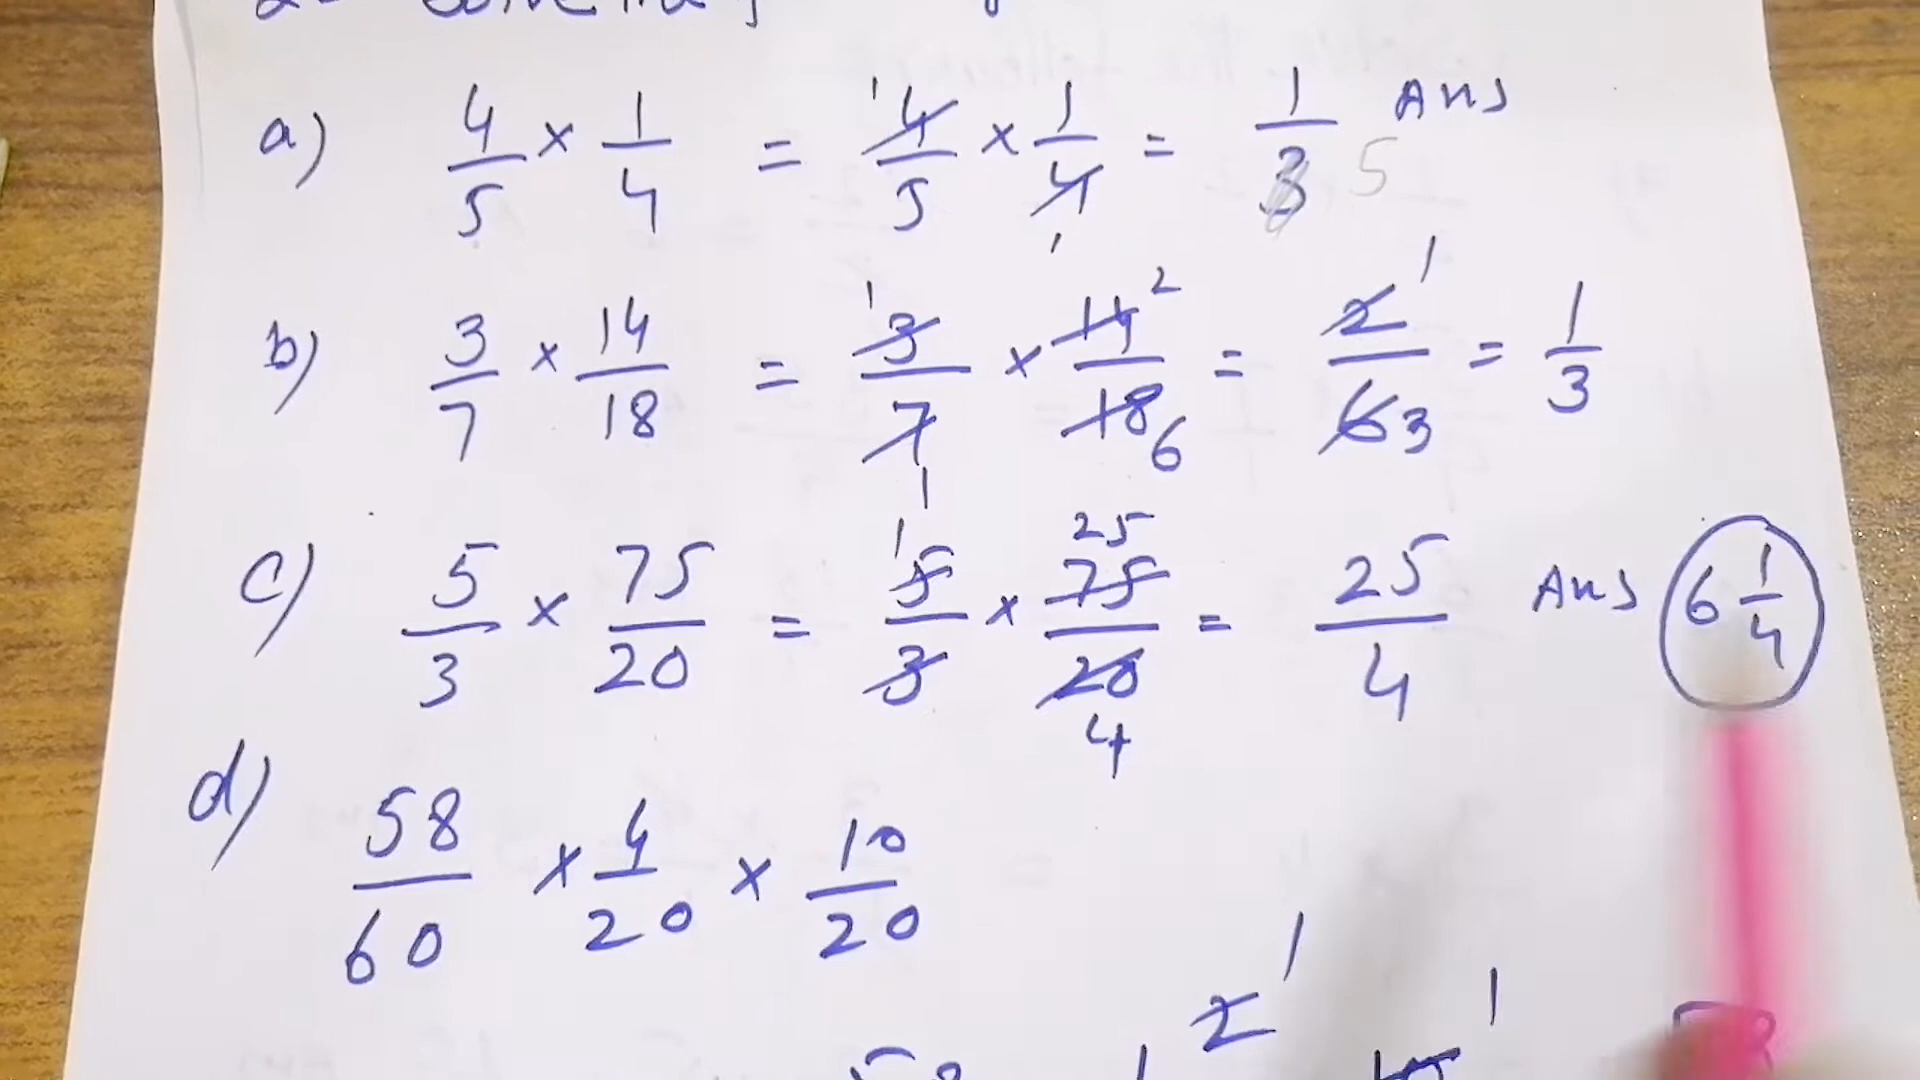 a) 4/5 × 1/4 = 4/5 × 1/4 = 1/3 5 Ans
b) 3/7 × 14/18 = 3/7 × 14/18 = 2/6 = 1/3
c) 5/3 × 75/20 = 5/3 × 75/20 = 25/4 Ans 6 1/4
d) 58/60 × 4/20 × 10/20